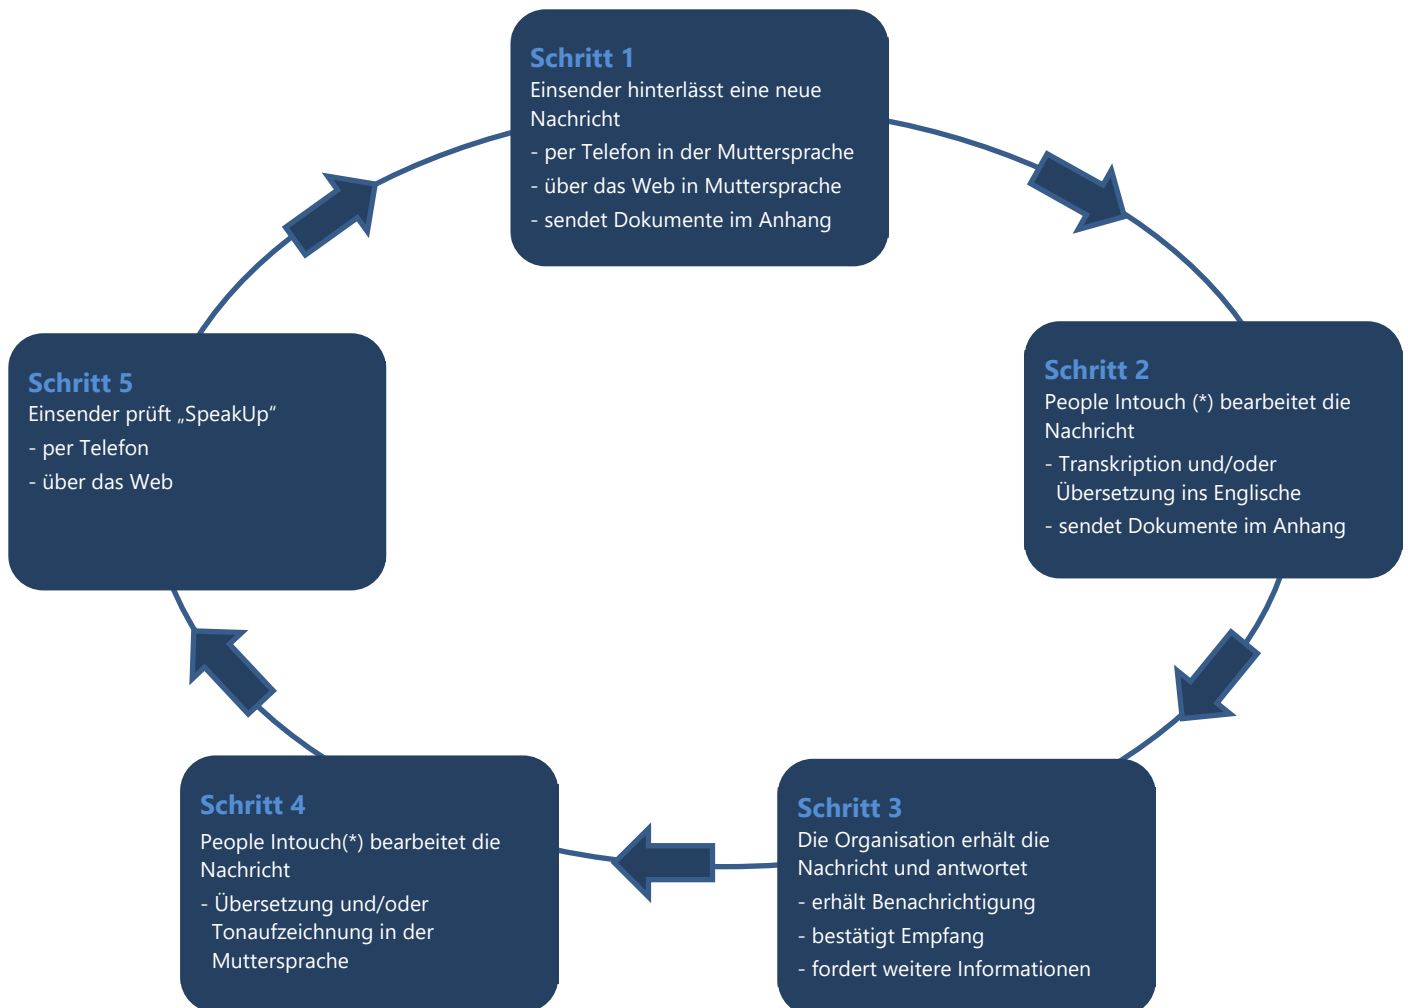 Schritt 1
Einsender hinterlässt eine neue
Nachricht
- per Telefon in der Muttersprache
- über das Web in Muttersprache
- sendet Dokumente im Anhang
Schritt 2
People Intouch (*) bearbeitet die
Nachricht
- Transkription und/oder
Übersetzung ins Englische
- sendet Dokumente im Anhang
Schritt 3
Die Organisation erhält die
Nachricht und antwortet
- erhält Benachrichtigung
- bestätigt Empfang
- fordert weitere Informationen
Schritt 4
People Intouch(*) bearbeitet die
Nachricht
- Übersetzung und/oder
Tonaufzeichnung in der
Muttersprache
Schritt 5
Einsender prüft „SpeakUp“
- per Telefon
- über das Web